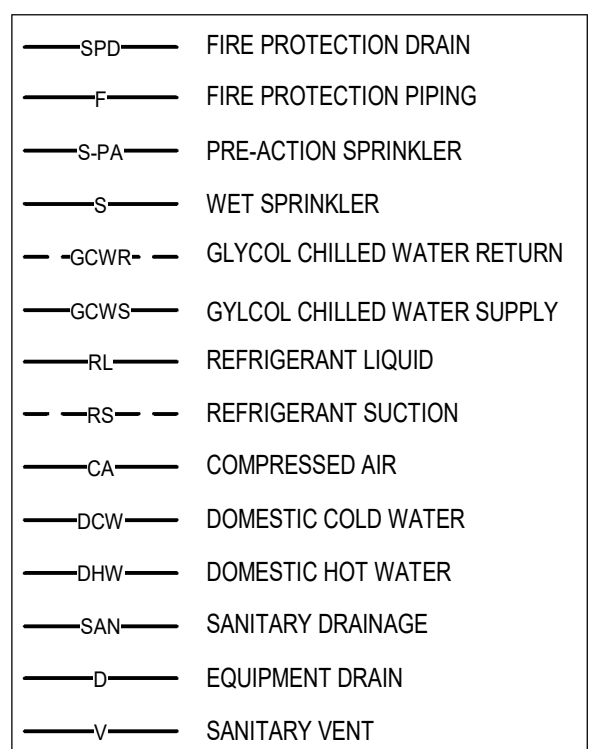 SPD FIRE PROTECTION DRAIN
F FIRE PROTECTION PIPING
S-PA PRE-ACTION SPRINKLER
S WET SPRINKLER
GCWR GLYCOL CHILLED WATER RETURN
GCWS GYLCOL CHILLED WATER SUPPLY
RL REFRIGERANT LIQUID
RS REFRIGERANT SUCTION
CA COMPRESSED AIR
DCW DOMESTIC COLD WATER
DHW DOMESTIC HOT WATER
SAN SANITARY DRAINAGE
D EQUIPMENT DRAIN
V SANITARY VENT